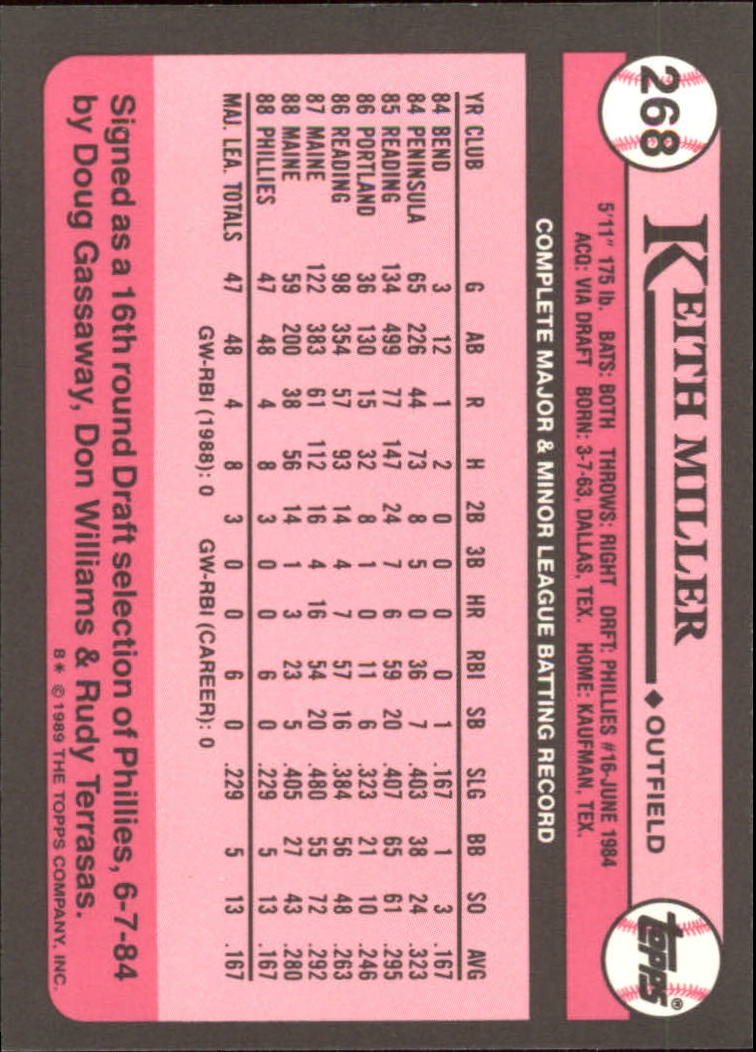 268
KEITH MILLER
◆ OUTFIELD
topps®
5'11" 175 lb. BATS: BOTH THROWS: RIGHT DRFT: PHILLIES #16-JUNE 1984
ACQ: VIA DRAFT BORN: 3-7-63, DALLAS, TEX. HOME: KAUFMAN, TEX.
COMPLETE MAJOR & MINOR LEAGUE BATTING RECORD
YR CLUB G AB R H 2B 3B HR RBI SB SLG BB SO AVG
84 BEND 3 12 1 2 0 0 0 0 1 .167 1 3 .167
84 PENINSULA 65 226 44 73 8 5 0 36 7 .403 38 24 .323
85 READING 134 499 77 147 24 7 6 59 20 .407 65 61 .295
86 PORTLAND 36 130 15 32 8 1 0 11 6 .323 21 10 .246
86 READING 98 354 57 93 14 4 7 57 16 .384 56 48 .263
87 MAINE 122 383 61 112 16 4 16 54 20 .480 55 72 .292
88 MAINE 59 200 38 56 14 1 3 23 5 .405 27 43 .280
88 PHILLIES 47 48 4 8 3 0 0 6 0 .229 5 13 .167
MAJ. LEA. TOTALS 47 48 4 8 3 0 0 6 0 .229 5 13 .167
GW-RBI (1988): 0 GW-RBI (CAREER): 0
Signed as a 16th round Draft selection of Phillies, 6-7-84
by Doug Gassaway, Don Williams & Rudy Terrasas.
8* © 1989 THE TOPPS COMPANY, INC.